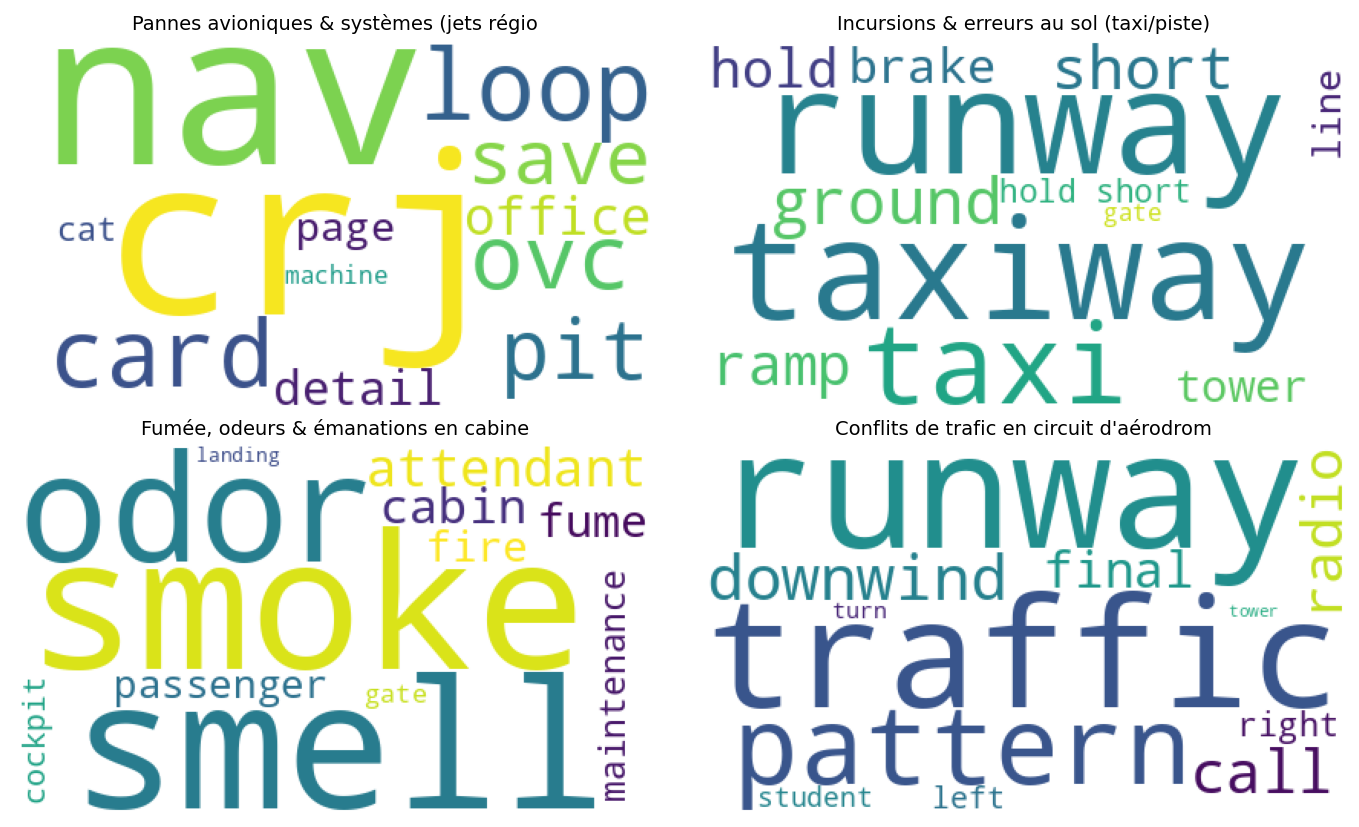 Pannes avioniques & systèmes (jets régio
nav
loop
save
crj
office
cat
page
ovc
machine
card
pit
detail
Incursions & erreurs au sol (taxi/piste)
hold
brake
short
runway
line
ground
hold short
gate
taxiway
ramp
taxi
tower
Fumée, odeurs & émanations en cabine
landing
odor
attendant
cabin
fume
fire
smoke
maintenance
passenger
gate
cockpit
smell
Conflits de trafic en circuit d'aérodrom
runway
radio
downwind
final
turn
tower
traffic
pattern
right
call
student
left